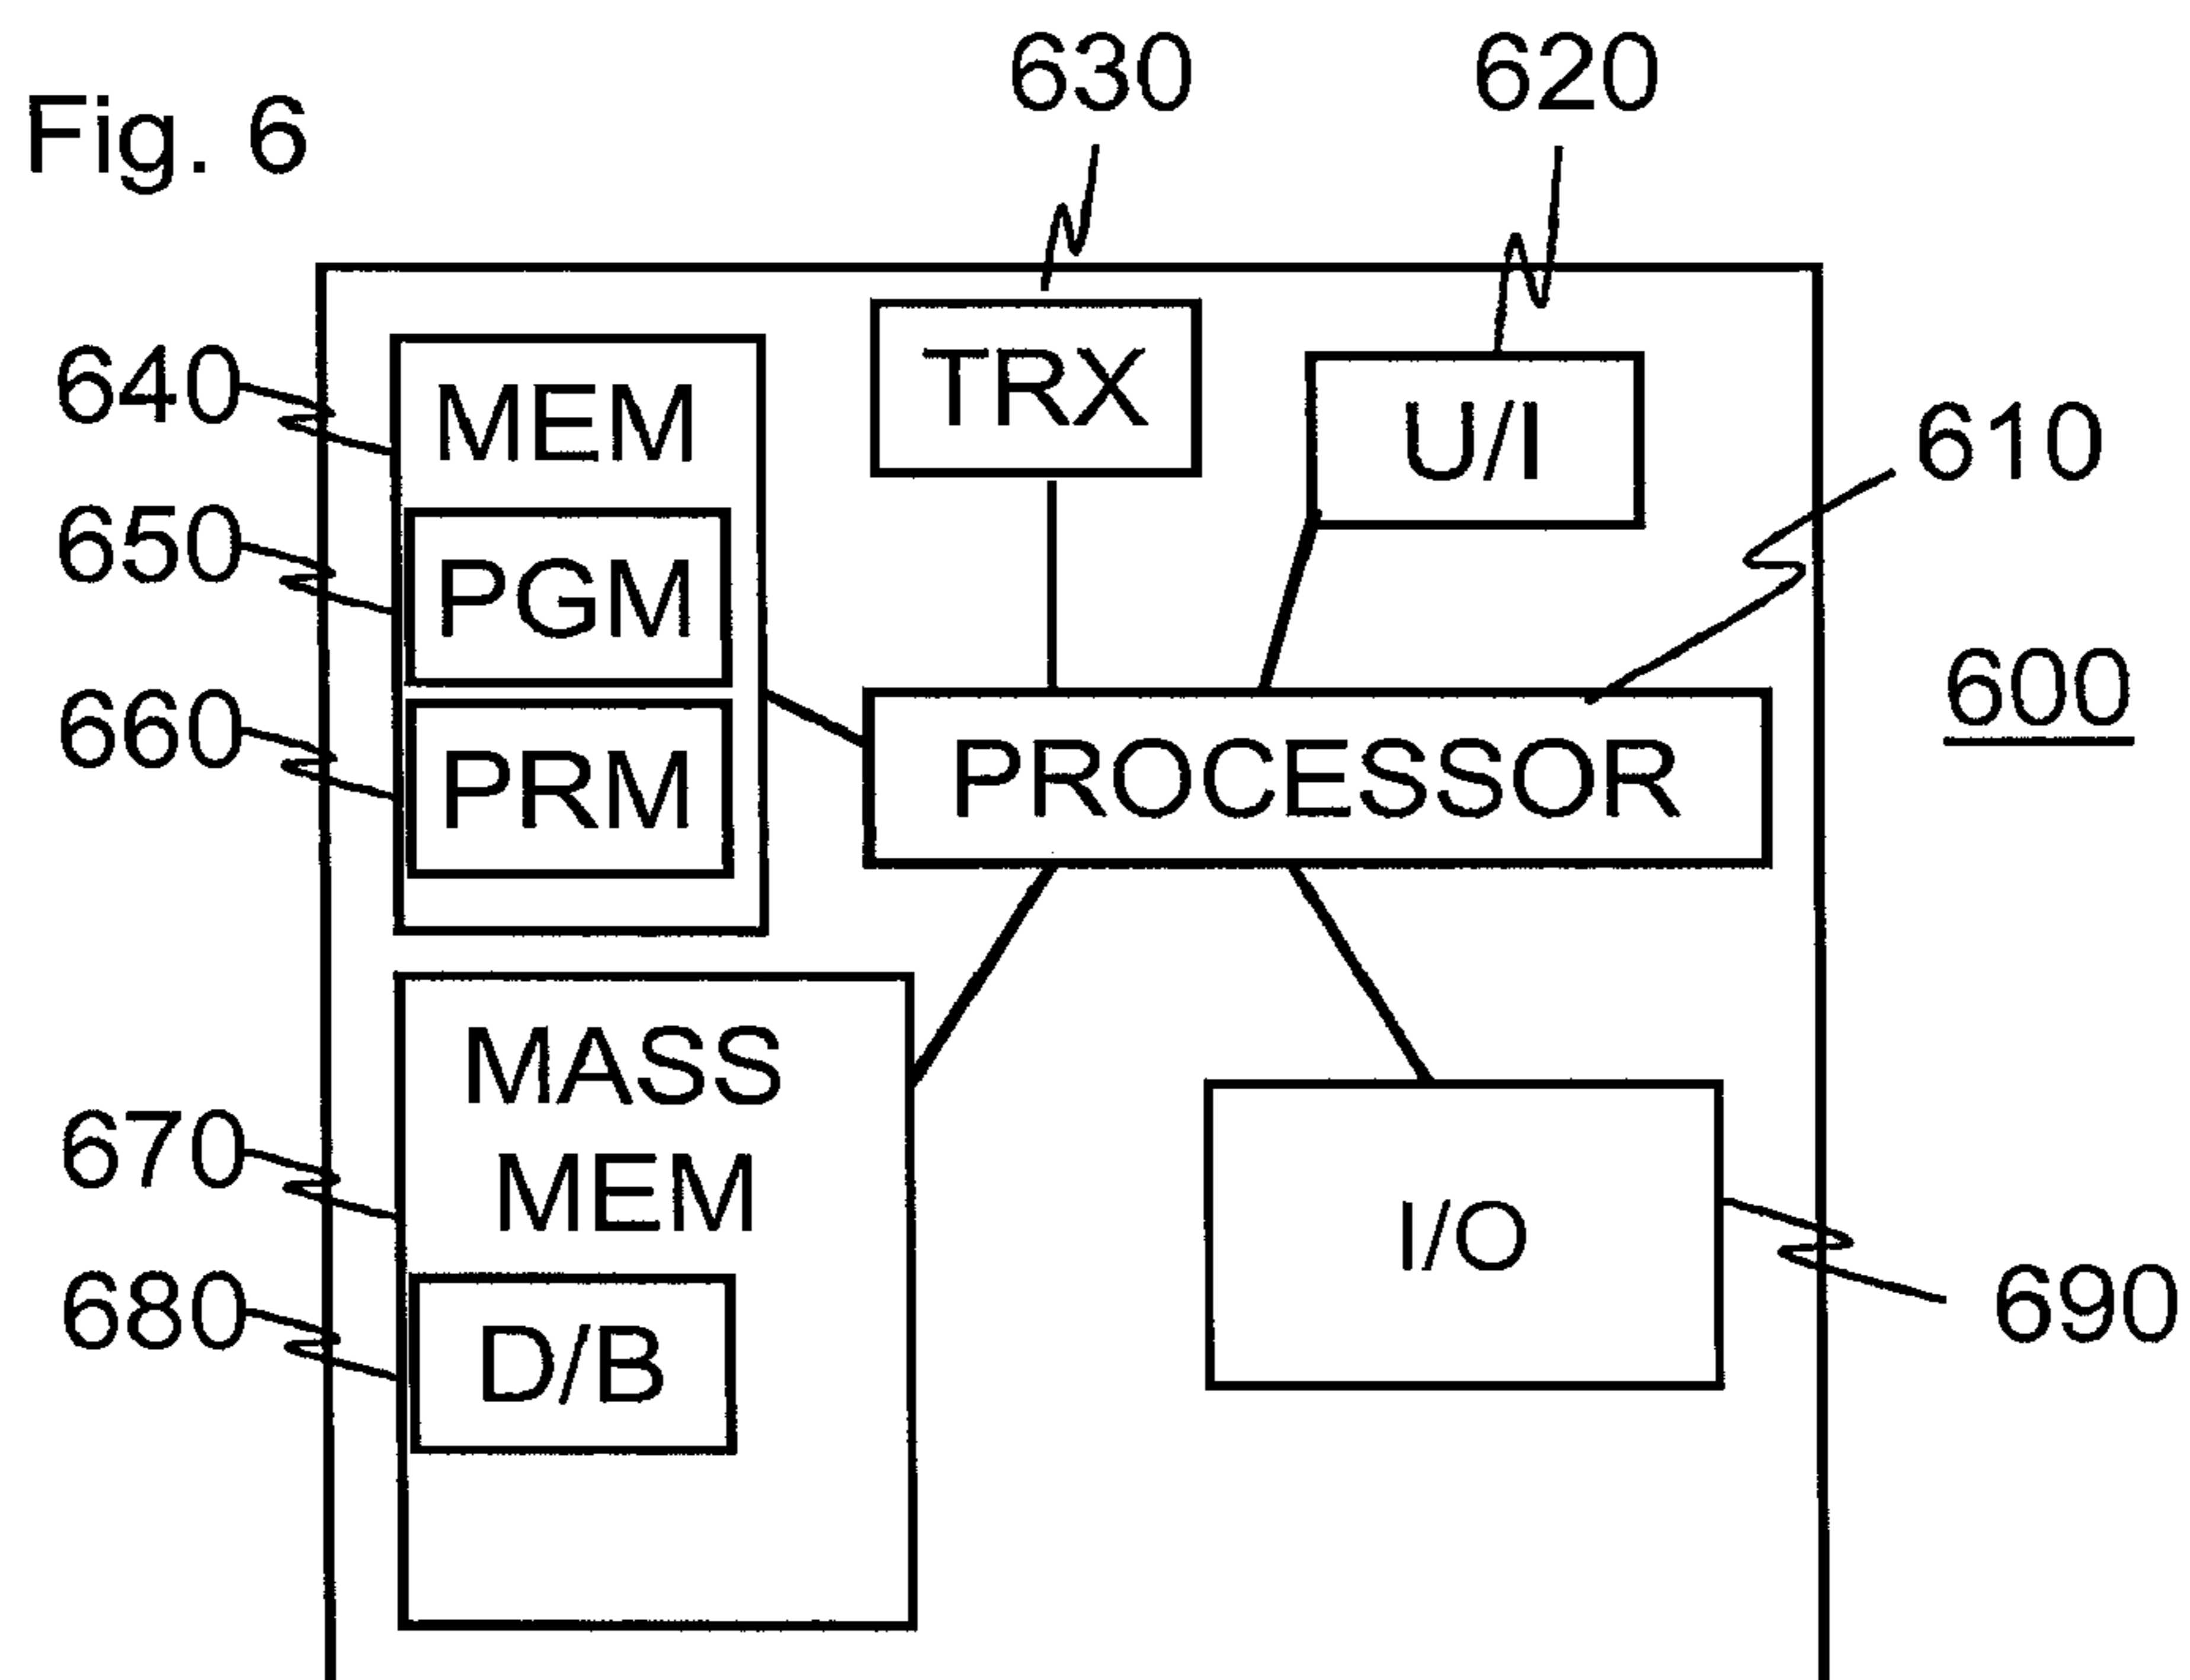 Fig. 6
630
620
640
MEM
TRX
U/I
610
650
PGM
600
660
PRM
PROCESSOR
MASS
MEM
670
I/O
680
D/B
690